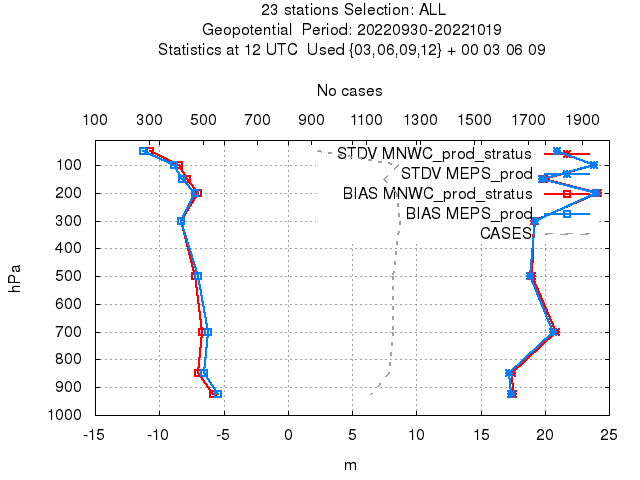 23 stations Selection: ALL
Geopotential  Period: 20220930-20221019
Statistics at 12 UTC  Used {03,06,09,12} + 00 03 06 09
No cases
100 300 500 700 900 1100 1300 1500 1700 1900
STDV MNWC_prod_stratus
STDV MEPS_prod
BIAS MNWC_prod_stratus
BIAS MEPS_prod
CASES
hPa
100
200
300
400
500
600
700
800
900
1000
-15 -10 -5 0 5 10 15 20 25
m